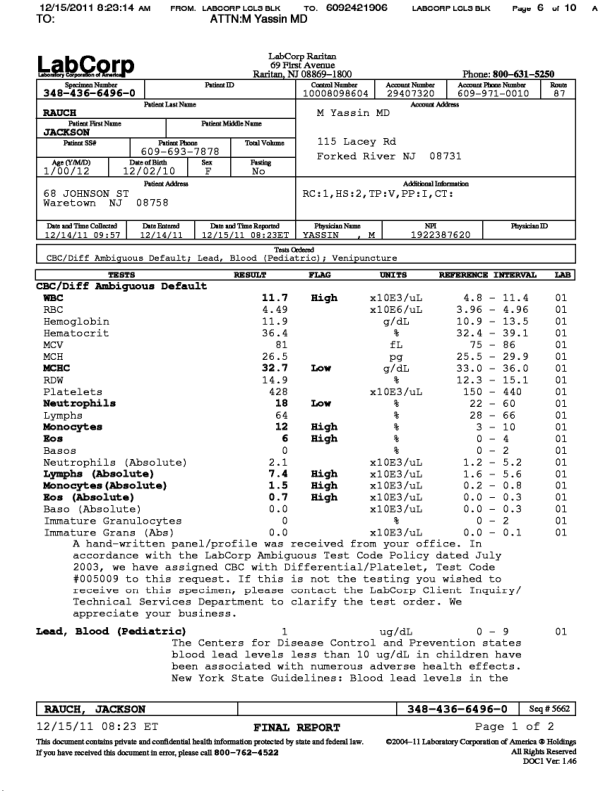 12/15/2011 8:23:14 AM FROM: LABCORP LCLS BLK TO: 6092421906 LABCORP LCLS BLK Page 6 of 10 A
TO: ATTN:M Yassin MD
LabCorp
Laboratory Corporation of America
LabCorp Raritan
69 First Avenue
Raritan, NJ 08869-1800 Phone: 800-631-5250
Specimen Number Patient ID Control Number Account Number Account Phone Number Route
348-436-6496-0 10008098604 29407320 609-971-0010 87
Patient Last Name Account Address
RAUCH M Yassin MD
Patient First Name Patient Middle Name
JACKSON
Patient SS# Patient Phone Total Volume 115 Lacey Rd
609-693-7878 Forked River NJ 08731
Age (Y/M/D) Date of Birth Sex Fasting
1/00/12 12/02/10 F No
Patient Address Additional Information
68 JOHNSON ST RC:1,HS:2,TP:V,PP:I,CT:
Waretown NJ 08758
Date and Time Collected Date Entered Date and Time Reported Physician Name NPI Physician ID
12/14/11 09:57 12/14/11 12/15/11 08:23ET YASSIN , M 1922387620
Tests Ordered
CBC/Diff Ambiguous Default; Lead, Blood (Pediatric); Venipuncture
TESTS RESULT FLAG UNITS REFERENCE INTERVAL LAB
CBC/Diff Ambiguous Default
WBC 11.7 High x10E3/uL 4.8 - 11.4 01
RBC 4.49 x10E6/uL 3.96 - 4.96 01
Hemoglobin 11.9 g/dL 10.9 - 13.5 01
Hematocrit 36.4 % 32.4 - 39.1 01
MCV 81 fL 75 - 86 01
MCH 26.5 pg 25.5 - 29.9 01
MCHC 32.7 Low g/dL 33.0 - 36.0 01
RDW 14.9 % 12.3 - 15.1 01
Platelets 428 x10E3/uL 150 - 440 01
Neutrophils 18 Low % 22 - 60 01
Lymphs 64 % 28 - 66 01
Monocytes 12 High % 3 - 10 01
Eos 6 High % 0 - 4 01
Basos 0 % 0 - 2 01
Neutrophils (Absolute) 2.1 x10E3/uL 1.2 - 5.2 01
Lymphs (Absolute) 7.4 High x10E3/uL 1.6 - 5.6 01
Monocytes(Absolute) 1.5 High x10E3/uL 0.2 - 0.8 01
Eos (Absolute) 0.7 High x10E3/uL 0.0 - 0.3 01
Baso (Absolute) 0.0 x10E3/uL 0.0 - 0.3 01
Immature Granulocytes 0 % 0 - 2 01
Immature Grans (Abs) 0.0 x10E3/uL 0.0 - 0.1 01
A hand-written panel/profile was received from your office. In
accordance with the LabCorp Ambiguous Test Code Policy dated July
2003, we have assigned CBC with Differential/Platelet, Test Code
#005009 to this request. If this is not the testing you wished to
receive on this specimen, please contact the LabCorp Client Inquiry/
Technical Services Department to clarify the test order. We
appreciate your business.
Lead, Blood (Pediatric) 1 ug/dL 0 - 9 01
The Centers for Disease Control and Prevention states
blood lead levels less than 10 ug/dL in children have
been associated with numerous adverse health effects.
New York State Guidelines: Blood lead levels in the
RAUCH, JACKSON 348-436-6496-0 Seq # 5662
12/15/11 08:23 ET FINAL REPORT Page 1 of 2
This document contains private and confidential health information protected by state and federal law. ©2004-11 Laboratory Corporation of America ® Holdings
If you have received this document in error, please call 800-762-4522 All Rights Reserved
DOC1 Ver: 1.46